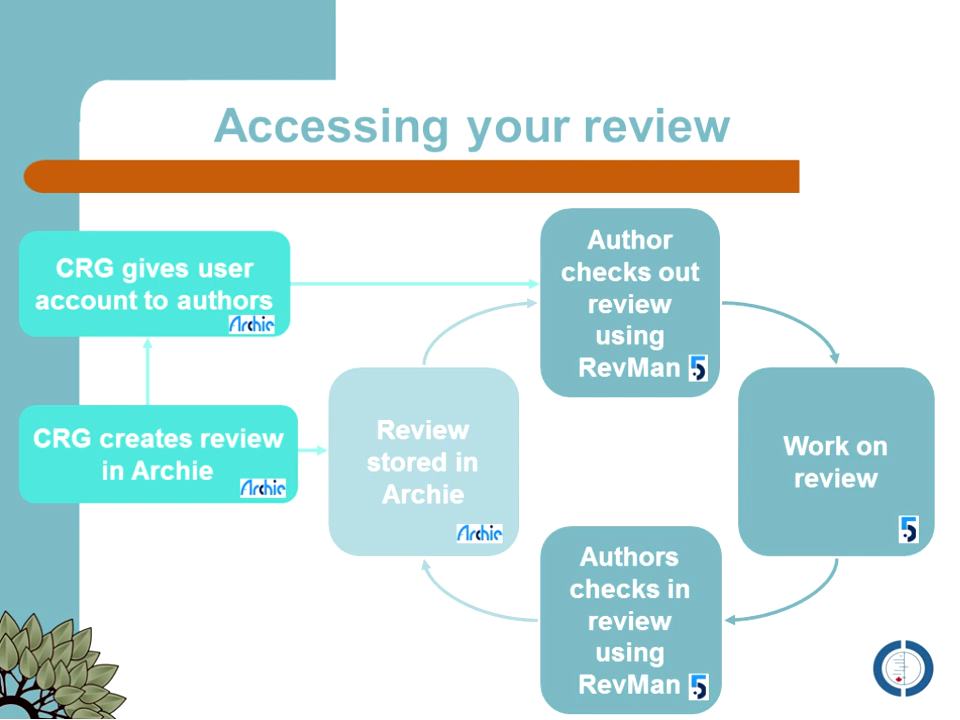 Accessing your review
CRG gives user
account to authors
Archie
CRG creates review
in Archie
Archie
Review
stored in
Archie
Archie
Author
checks out
review
using
RevMan 5
Work on
review
5
Authors
checks in
review
using
RevMan 5